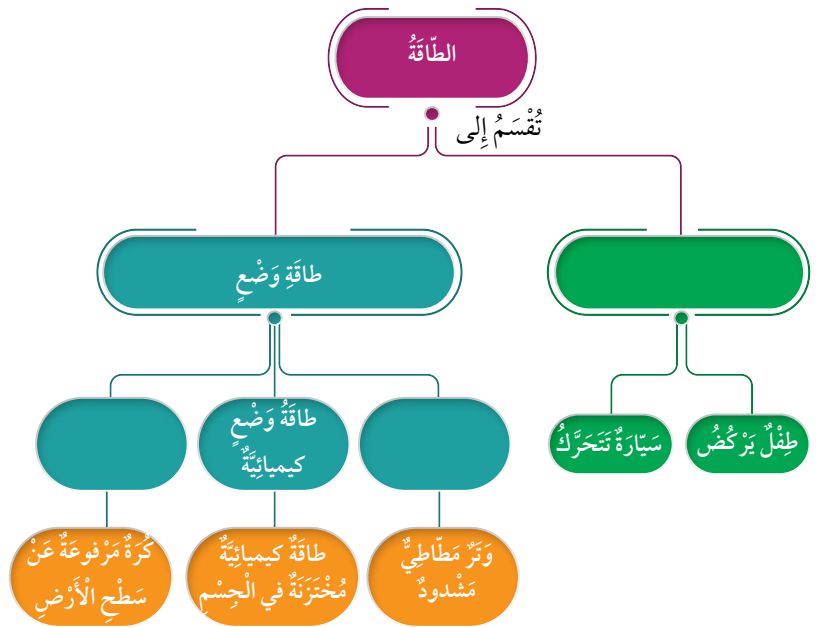 الطّاقَةُ
تُقْسَمُ إِلى
طاقَةِ وَضْعٍ
طِفْلٌ يَرْكُضُ
سَيّارَةٌ تَتَحَرَّكُ
طاقَةُ وَضْعٍ
كيميائِيَّةٌ
وَتَرٌ مَطّاطِيٌّ
مَشْدودٌ
طاقَةٌ كيميائِيَّةٌ
مُخْتَزَنَةٌ في الْجِسْمِ
كُرَةٌ مَرْفوعَةٌ عَنْ
سَطْحِ الْأَرْضِ